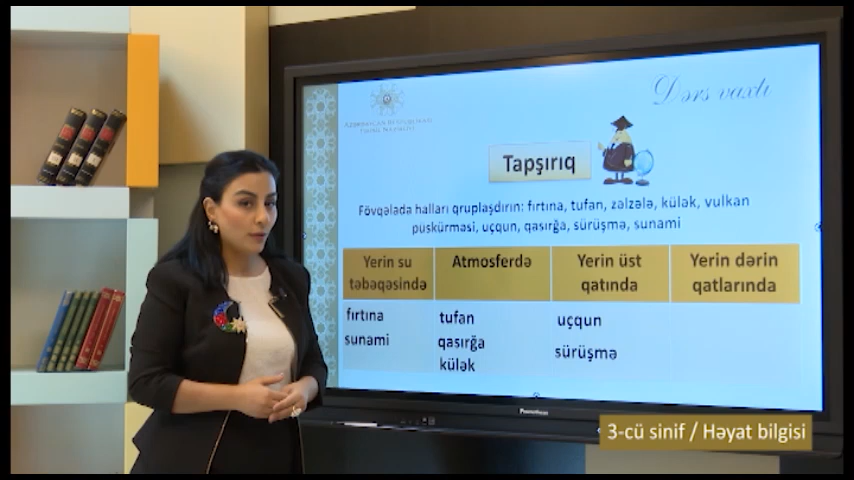 Dərs vaxtı
Tapşırıq
Fövqəladə halları qruplaşdırın: fırtına, tufan, zəlzələ, külək, vulkan
püskürməsi, uçqun, qasırğa, sürüşmə, sunami
Yerin su
təbəqəsində
Atmosferdə
Yerin üst
qatında
Yerin dərin
qatlarında
fırtına
sunami
tufan
qasırğa
külək
uçqun
sürüşmə
Promethean
3-cü sinif / Həyat bilgisi